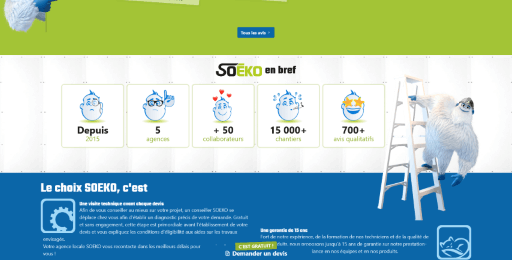 Tous les avis
SOEKO en bref
Depuis
2015
5
agences
+ 50
collaborateurs
15 000+
chantiers
700+
avis qualitatifs
Le choix SOEKO, c'est
Une visite technique avant chaque devis
Afin de vous conseiller au mieux sur votre projet, un conseiller SOEKO se
déplace chez vous afin d'établir un diagnostic précis de votre demande. Gratuit
et sans engagement, cette étape est primordiale avant l'établissement de votre
devis et vous explique les conditions d'éligibilité aux aides sur les travaux
envisagés.
Votre agence locale SOEKO vous recontacte dans les meilleurs délais pour
vous !
Une garantie de 15 ans
Fort de notre expérience, de la formation de nos techniciens et de la qualité de
nous annonçons jusqu'à 15 ans de garantie sur notre prestation
lance en nos équipes et en nos produits.
C'EST GRATUIT !
Demander un devis